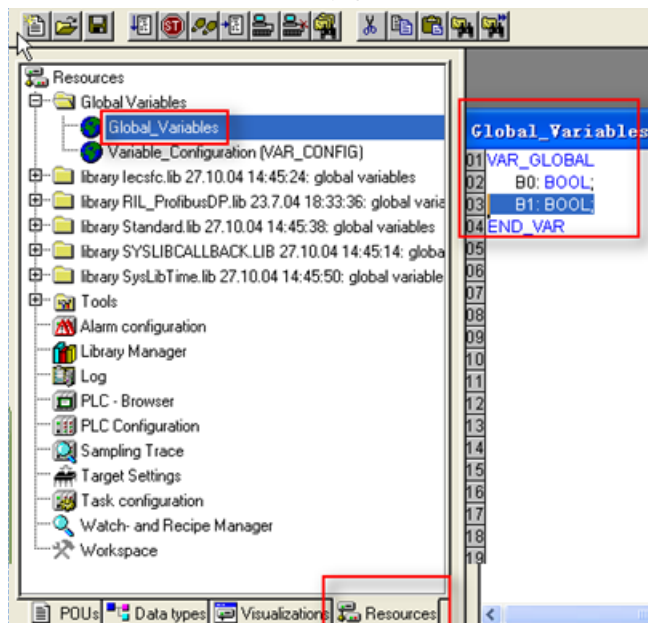 Resources
Global Variables
Global_Variables
Variable_Configuration (VAR_CONFIG)
library Iecsfc.lib 27.10.04 14:45:24: global variables
library RIL_ProfibusDP.lib 23.7.04 18:33:36: global varia
library Standard.lib 27.10.04 14:45:38: global variables
library SYSLIBCALLBACK.LIB 27.10.04 14:45:14: globa
library SysLibTime.lib 27.10.04 14:45:50: global variable
Tools
Alarm configuration
Library Manager
Log
PLC - Browser
PLC Configuration
Sampling Trace
Target Settings
Task configuration
Watch- and Recipe Manager
Workspace
POUs Data types Visualizations Resources
Global_Variables
01 VAR_GLOBAL
02 B0: BOOL;
03 B1: BOOL;
04 END_VAR
05
06
07
08
09
10
11
12
13
14
15
16
17
18
19